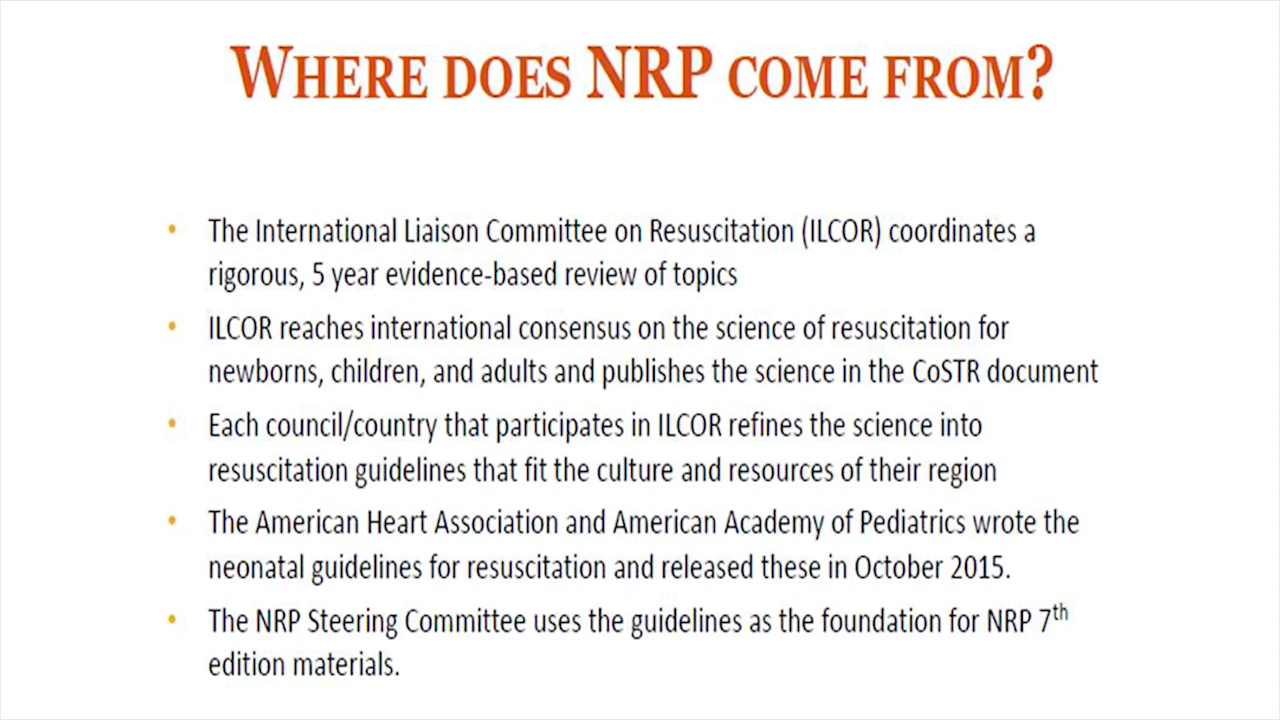 WHERE DOES NRP COME FROM?
• The International Liaison Committee on Resuscitation (ILCOR) coordinates a
rigorous, 5 year evidence-based review of topics
• ILCOR reaches international consensus on the science of resuscitation for
newborns, children, and adults and publishes the science in the CoSTR document
• Each council/country that participates in ILCOR refines the science into
resuscitation guidelines that fit the culture and resources of their region
• The American Heart Association and American Academy of Pediatrics wrote the
neonatal guidelines for resuscitation and released these in October 2015.
• The NRP Steering Committee uses the guidelines as the foundation for NRP 7th
edition materials.